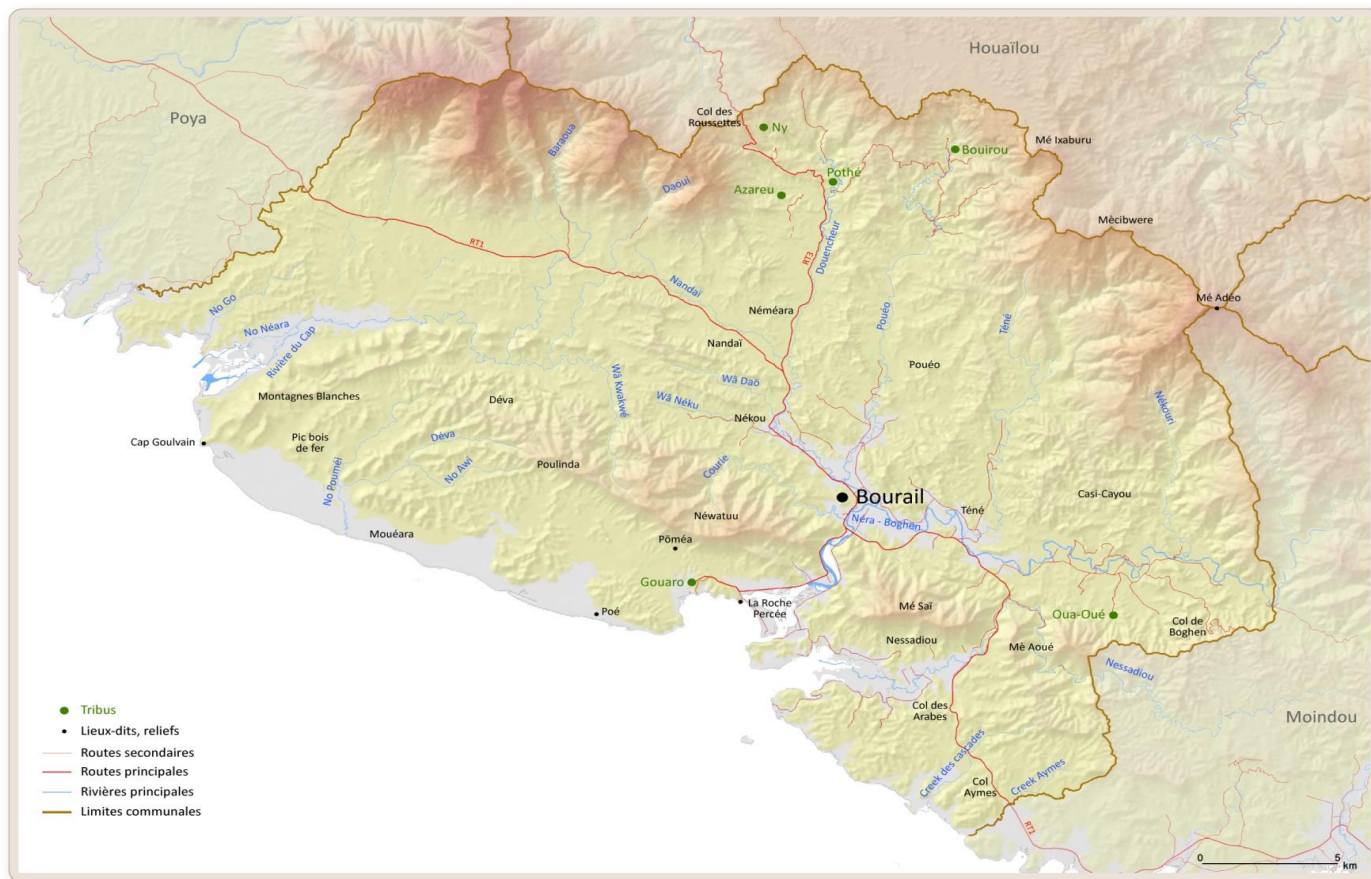 Houaïlou
Poya
Col des
Roussettes
Ny
Mé Ixaburu
Bouirou
Baraoua
Daoui
Pothé
Azareu
Mècibwere
Douencheur
RT1
RT3
Nandaï
Mé Adéo
No Go
No Néara
Rivière du Cap
Néméara
Pouéo
Téné
Nandaï
Pouéo
Wâ Kwakwé
Wâ Daô
Wâ Néku
Nékouri
Montagnes Blanches
Déva
Nékou
Cap Goulvain
Pic bois
de fer
Déva
No Awi
Poulinda
Courie
No Pouméi
Bourail
Casi-Cayou
Néwatuu
Néra - Boghen
Téné
Mouéara
Pöméa
Gouaro
La Roche
Percée
Poé
Mé Saï
Oua-Oué
Col de
Boghen
Nessadiou
Mè Aoué
Nessadiou
Moindou
Col des
Arabes
Creek des cascades
Col
Aymes
Creek Aymes
RT1
Tribus
Lieux-dits, reliefs
Routes secondaires
Routes principales
Rivières principales
Limites communales
0 5
km